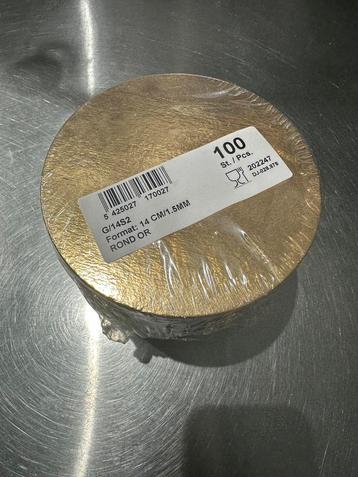 5 425027 170027
G/14S2
Format: 14 CM/1.5MM
ROND OR
100
St. / Pcs.
202247